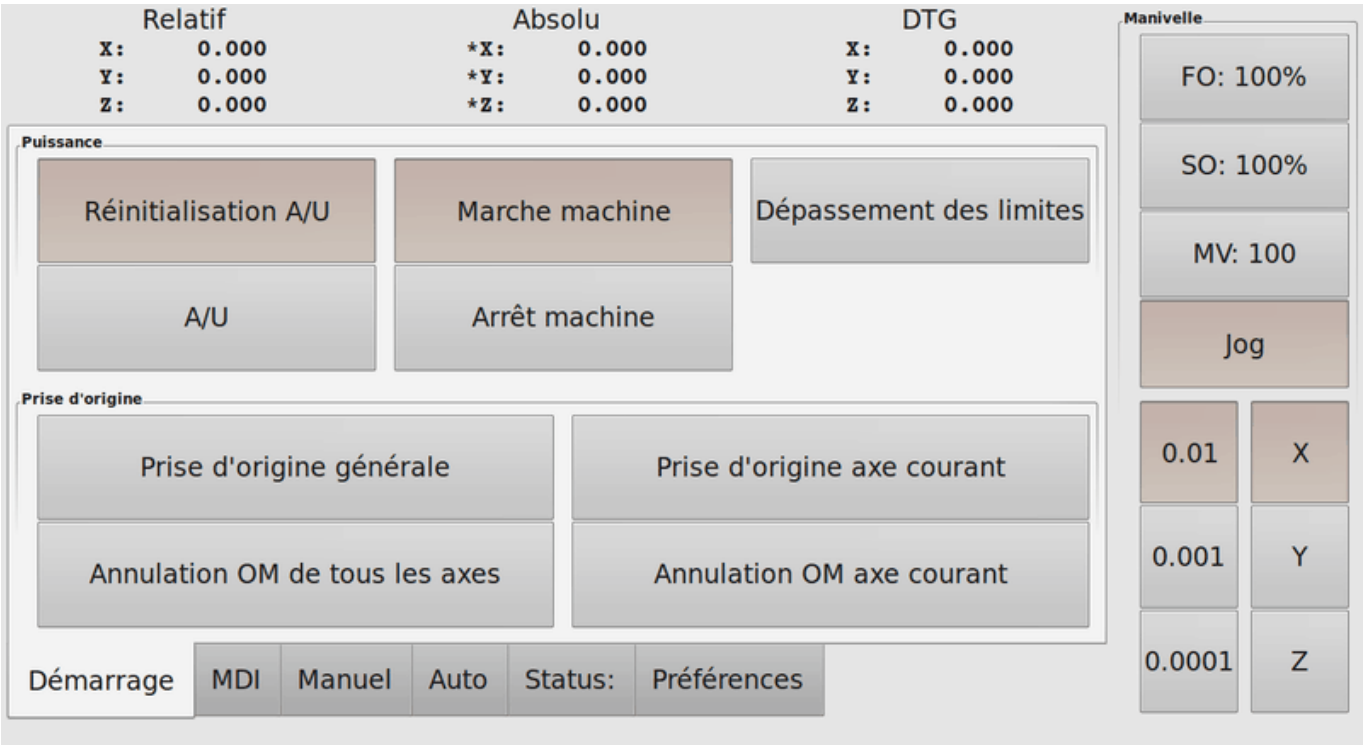 Relatif Absolu DTG
X: 0.000 *X: 0.000 X: 0.000
Y: 0.000 *Y: 0.000 Y: 0.000
Z: 0.000 *Z: 0.000 Z: 0.000
Puissance
Réinitialisation A/U Marche machine Dépassement des limites
A/U Arrêt machine
Prise d'origine
Prise d'origine générale Prise d'origine axe courant
Annulation OM de tous les axes Annulation OM axe courant
Démarrage MDI Manuel Auto Status: Préférences
Manivelle
FO: 100%
SO: 100%
MV: 100
Jog
0.01 X
0.001 Y
0.0001 Z